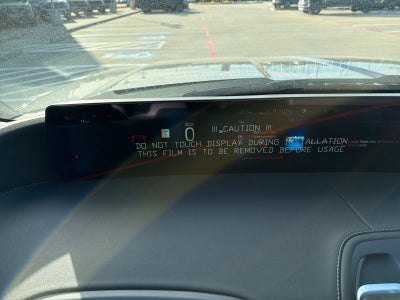 0
!!! CAUTION !!!
DO NOT TOUCH DISPLAY DURING INSTALLATION
THIS FILM IS TO BE REMOVED BEFORE USAGE